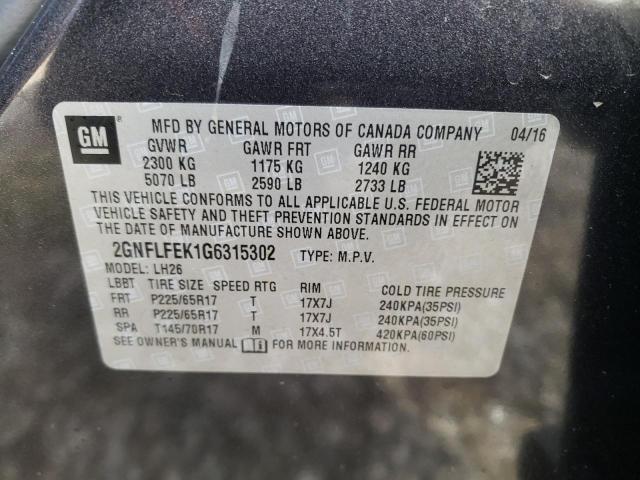 GM
MFD BY GENERAL MOTORS OF CANADA COMPANY 04/16
GVWR GAWR FRT GAWR RR
2300 KG 1175 KG 1240 KG
5070 LB 2590 LB 2733 LB
THIS VEHICLE CONFORMS TO ALL APPLICABLE U.S. FEDERAL MOTOR
VEHICLE SAFETY AND THEFT PREVENTION STANDARDS IN EFFECT ON
THE DATE OF MANUFACTURE SHOWN ABOVE.
2GNFLFEK1G6315302 TYPE: M.P.V.
MODEL: LH26
LBBT TIRE SIZE SPEED RTG RIM COLD TIRE PRESSURE
FRT P225/65R17 T 17X7J 240KPA(35PSI)
RR P225/65R17 T 17X7J 240KPA(35PSI)
SPA T145/70R17 M 17X4.5T 420KPA(60PSI)
SEE OWNER'S MANUAL FOR MORE INFORMATION.